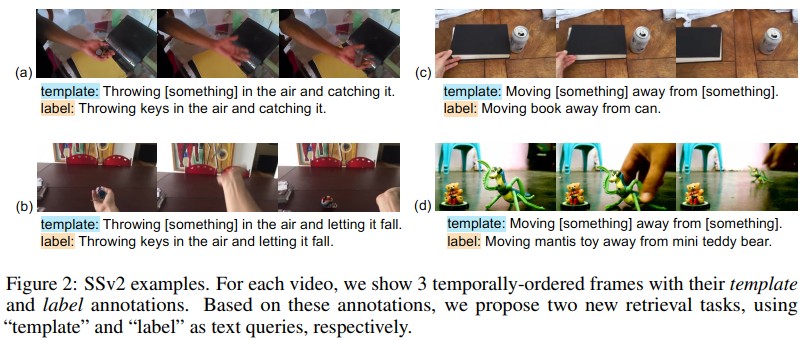 (a)
template: Throwing [something] in the air and catching it.
label: Throwing keys in the air and catching it.
(b)
template: Throwing [something] in the air and letting it fall.
label: Throwing keys in the air and letting it fall.
(c)
template: Moving [something] away from [something].
label: Moving book away from can.
(d)
template: Moving [something] away from [something].
label: Moving mantis toy away from mini teddy bear.
Figure 2: SSv2 examples. For each video, we show 3 temporally-ordered frames with their template
and label annotations. Based on these annotations, we propose two new retrieval tasks, using
“template” and “label” as text queries, respectively.